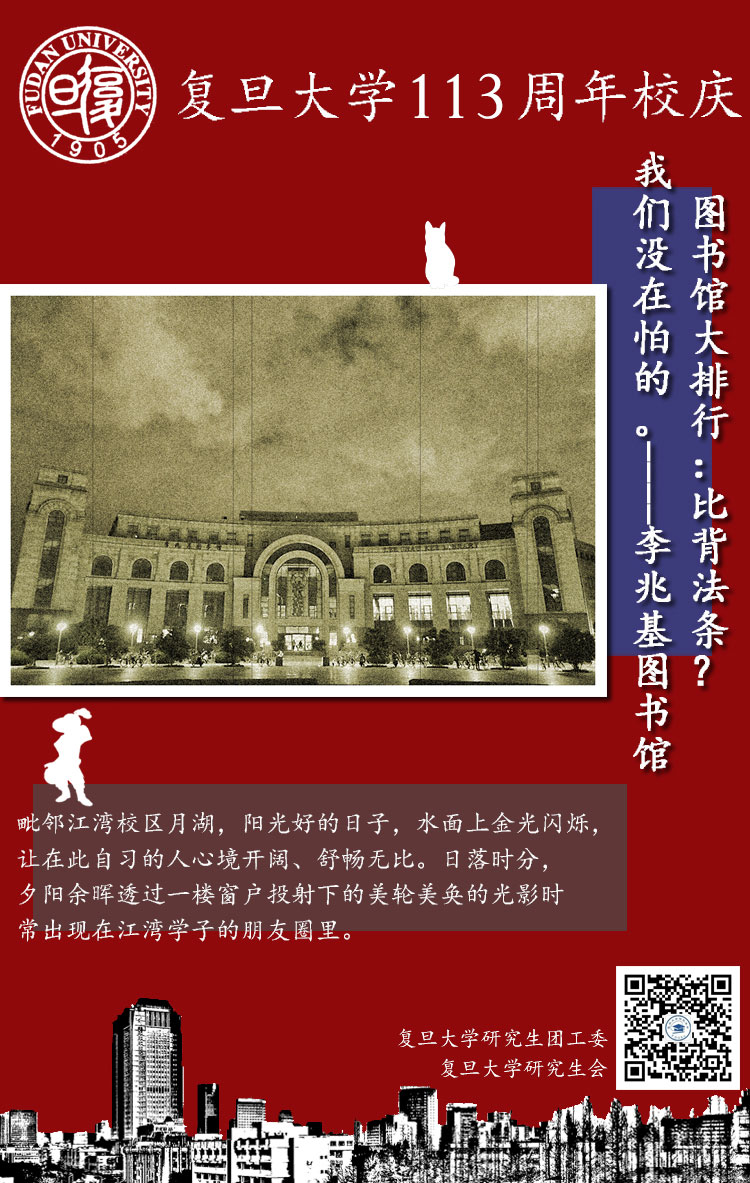 FUDAN UNIVERSITY
1905
复旦大学113周年校庆
图书馆大排行：比背法条？
我们没在怕的。——李兆基图书馆
毗邻江湾校区月湖，阳光好的日子，水面上金光闪烁，
让在此自习的人心境开阔、舒畅无比。日落时分，
夕阳余晖透过一楼窗户投射下的美轮美奂的光影时
常出现在江湾学子的朋友圈里。
复旦大学研究生团工委
复旦大学研究生会